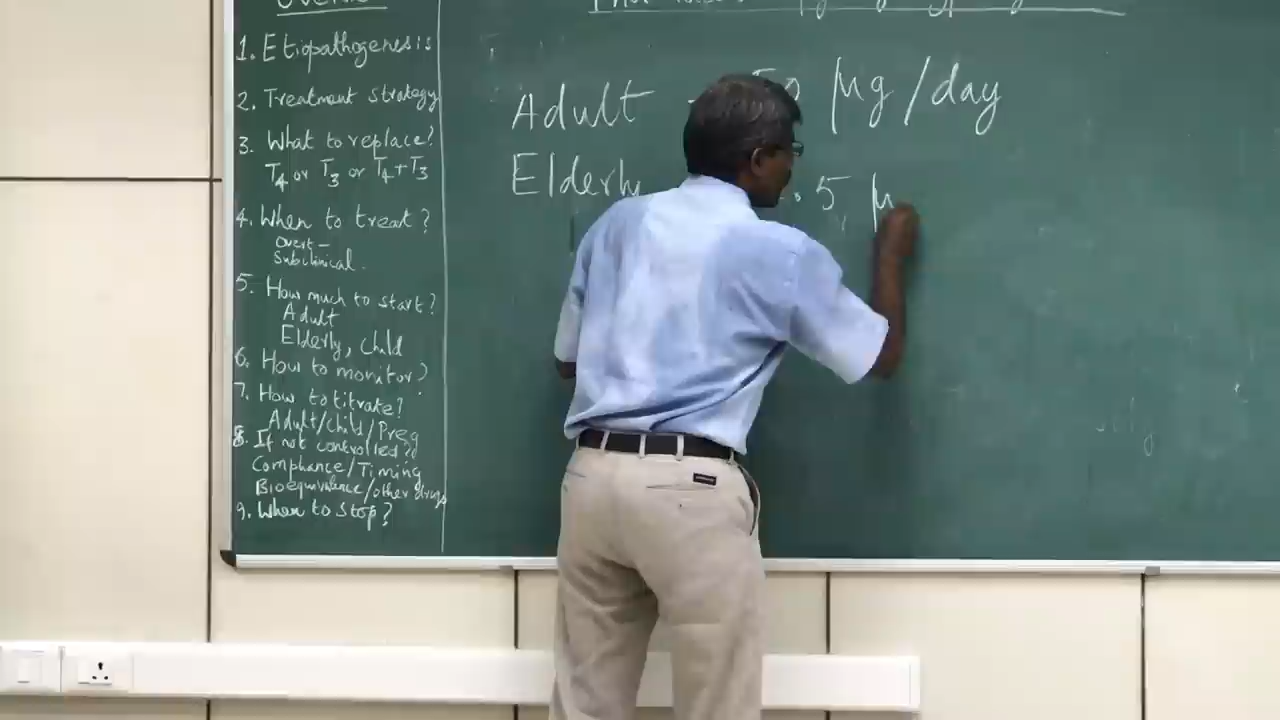 1. Etiopathogenesis
2. Treatment strategy
3. What to replace?
T4 or T3 or T4+T3
4. When to treat?
Overt -
Subclinical.
5. How much to start?
Adult
Elderly, child
6. How to monitor?
7. How to titrate?
Adult/child/Preg
8. If not controlled?
Compliance/Timing
Bioequivalence/other drugs
9. When to stop?
Adult - 50 μg/day
Elderly .5 μ